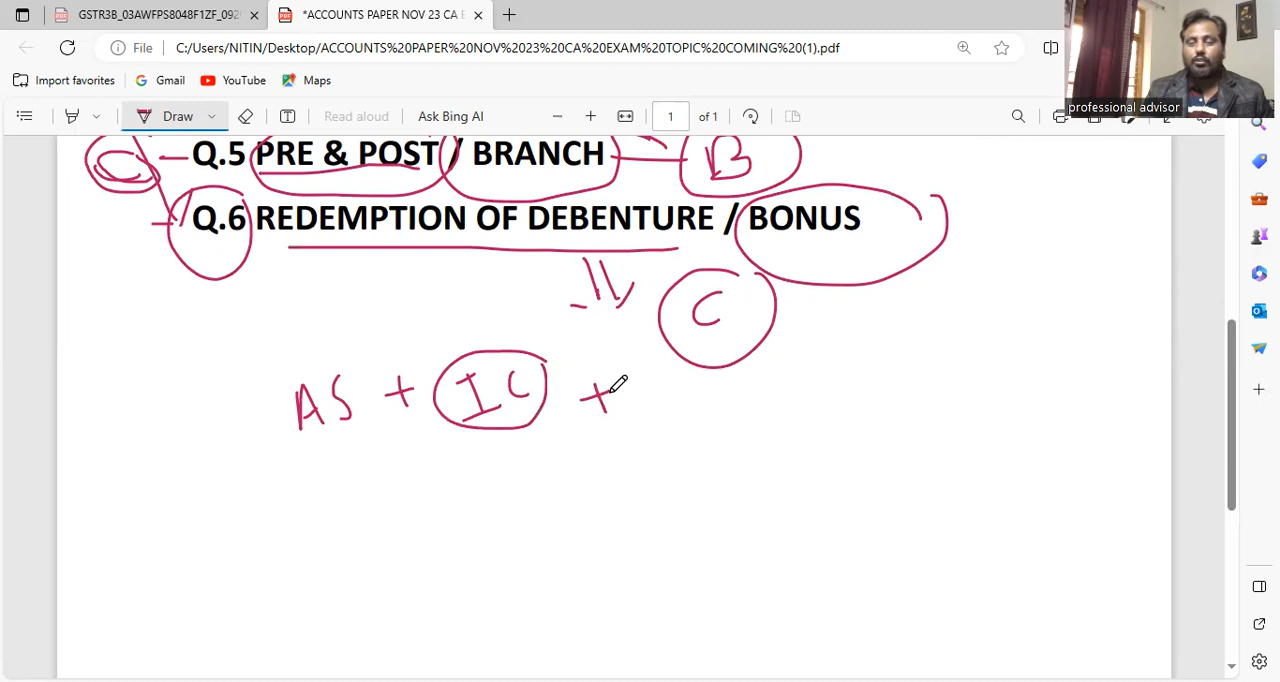 GSTR3B_03AWFPS8048F1ZF_092
*ACCOUNTS PAPER NOV 23 CA E
File
C:/Users/NITIN/Desktop/ACCOUNTS%20PAPER%20NOV%2023%20CA%20EXAM%20TOPIC%20COMING%20(1).pdf
Import favorites
Gmail
YouTube
Maps
professional advisor
Draw
Read aloud
Ask Bing AI
1
of 1
C Q.5 PRE & POST / BRANCH B
Q.6 REDEMPTION OF DEBENTURE / BONUS
C
AS + IC +